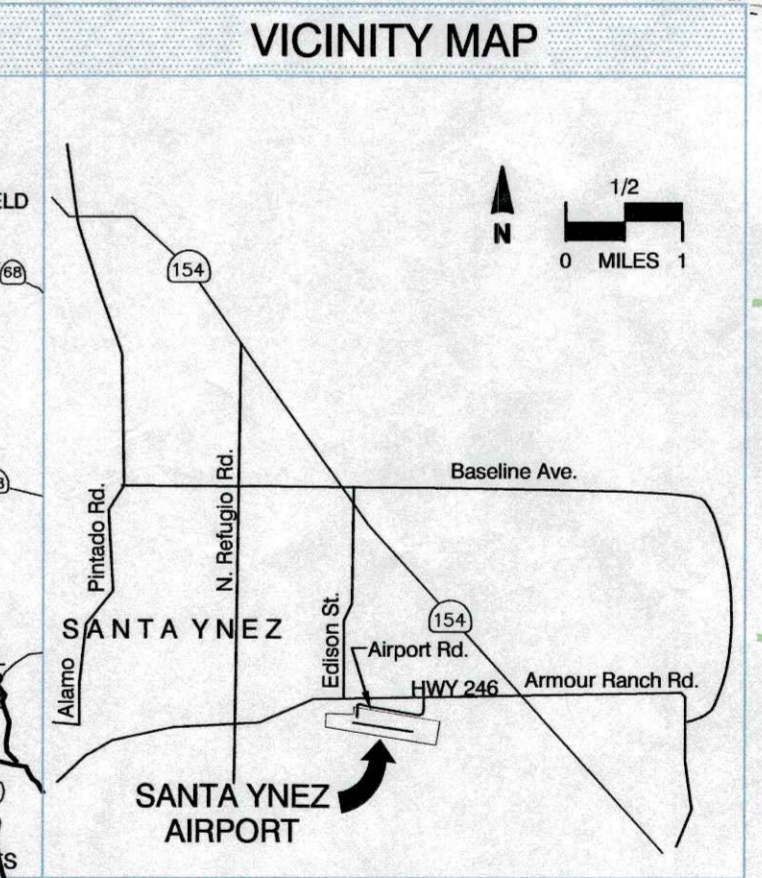 VICINITY MAP
ELD
68
154
N
1/2
0 MILES 1
Baseline Ave.
Pintado Rd.
N. Refugio Rd.
SANTA YNEZ
Edison St.
154
Airport Rd.
HWY 246
Armour Ranch Rd.
Alamo
SANTA YNEZ
AIRPORT
S